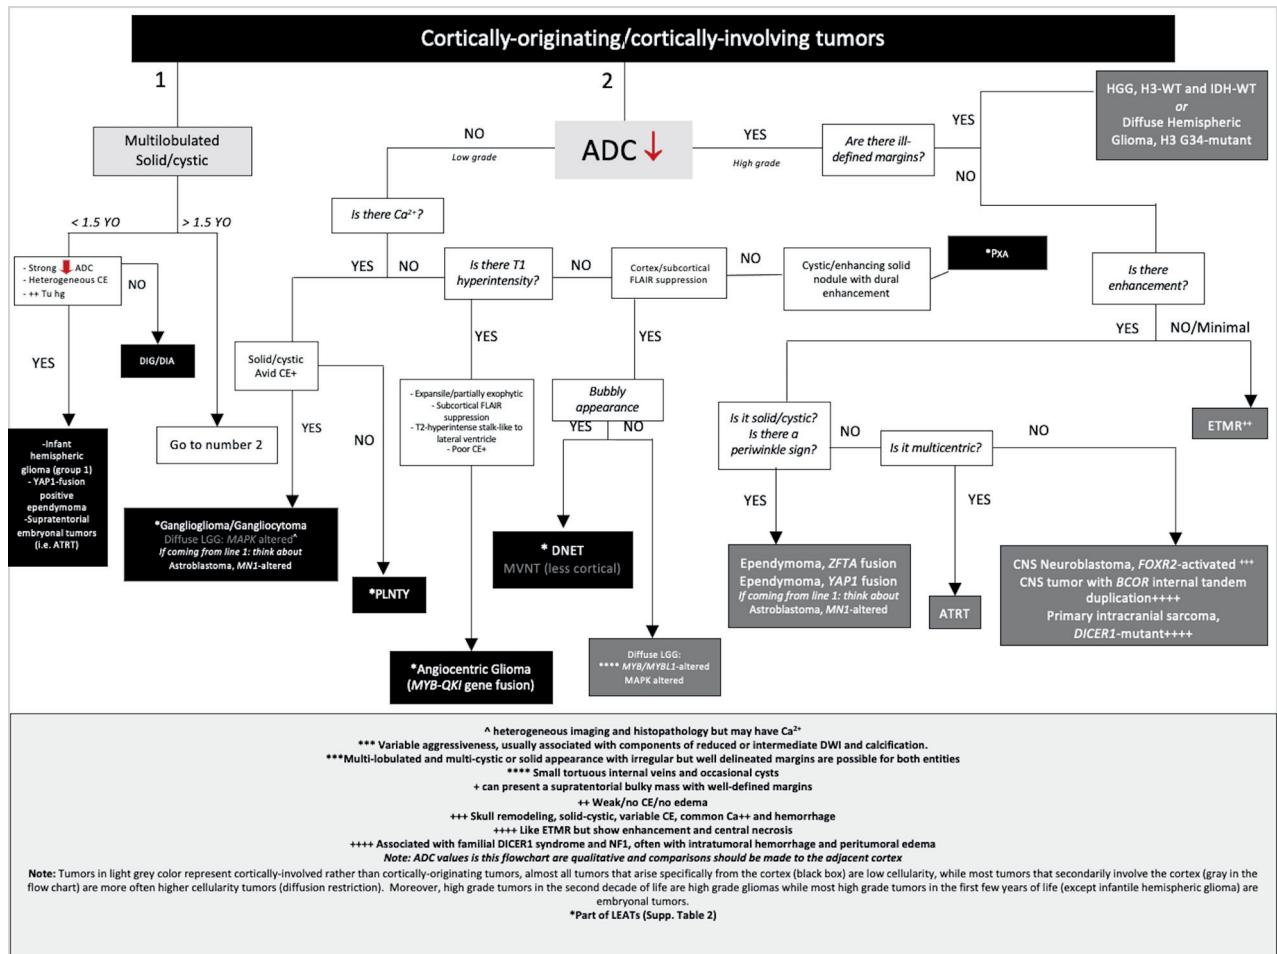 Cortically-originating/cortically-involving tumors
1
2
Multilobulated
Solid/cystic
< 1.5 YO
> 1.5 YO
- Strong ADC
- Heterogeneous CE
- ++ Tu hg
NO
YES
DIG/DIA
Go to number 2
-Infant
hemispheric
glioma (group 1)
- YAP1-fusion
positive
ependymoma
-Supratentorial
embryonal tumors
(i.e. ATRT)
ADC ↓
NO
Low grade
YES
High grade
Are there ill-
defined margins?
YES
NO
HGG, H3-WT and IDH-WT
or
Diffuse Hemispheric
Glioma, H3 G34-mutant
Is there Ca²⁺?
YES
NO
Is there T1
hyperintensity?
NO
YES
Cortex/subcortical
FLAIR suppression
NO
YES
Cystic/enhancing solid
nodule with dural
enhancement
*PXA
Is there
enhancement?
YES
NO/Minimal
Solid/cystic
Avid CE+
YES
NO
*Ganglioglioma/Gangliocytoma
Diffuse LGG: MAPK altered^
If coming from line 1: think about
Astroblastoma, MN1-altered
*PLNTY
- Expansile/partially exophytic
- Subcortical FLAIR
suppression
- T2-hyperintense stalk-like to
lateral ventricle
- Poor CE+
*Angiocentric Glioma
(MYB-QKI gene fusion)
Bubbly
appearance
YES
NO
* DNET
MVNT (less cortical)
Diffuse LGG:
**** MYB/MYBL1-altered
MAPK altered
Is it solid/cystic?
Is there a
periwinkle sign?
NO
YES
Is it multicentric?
NO
YES
ETMR⁺⁺
Ependymoma, ZFTA fusion
Ependymoma, YAP1 fusion
If coming from line 1: think about
Astroblastoma, MN1-altered
ATRT
CNS Neuroblastoma, FOXR2-activated ⁺⁺⁺
CNS tumor with BCOR internal tandem
duplication++++
Primary intracranial sarcoma,
DICER1-mutant++++
^ heterogeneous imaging and histopathology but may have Ca²⁺
*** Variable aggressiveness, usually associated with components of reduced or intermediate DWI and calcification.
***Multi-lobulated and multi-cystic or solid appearance with irregular but well delineated margins are possible for both entities
**** Small tortuous internal veins and occasional cysts
+ can present a supratentorial bulky mass with well-defined margins
++ Weak/no CE/no edema
+++ Skull remodeling, solid-cystic, variable CE, common Ca++ and hemorrhage
++++ Like ETMR but show enhancement and central necrosis
++++ Associated with familial DICER1 syndrome and NF1, often with intratumoral hemorrhage and peritumoral edema
Note: ADC values is this flowchart are qualitative and comparisons should be made to the adjacent cortex
Note: Tumors in light grey color represent cortically-involved rather than cortically-originating tumors, almost all tumors that arise specifically from the cortex (black box) are low cellularity, while most tumors that secondarily involve the cortex (gray in the
flow chart) are more often higher cellularity tumors (diffusion restriction). Moreover, high grade tumors in the second decade of life are high grade gliomas while most high grade tumors in the first few years of life (except infantile hemispheric glioma) are
embryonal tumors.
*Part of LEATs (Supp. Table 2)